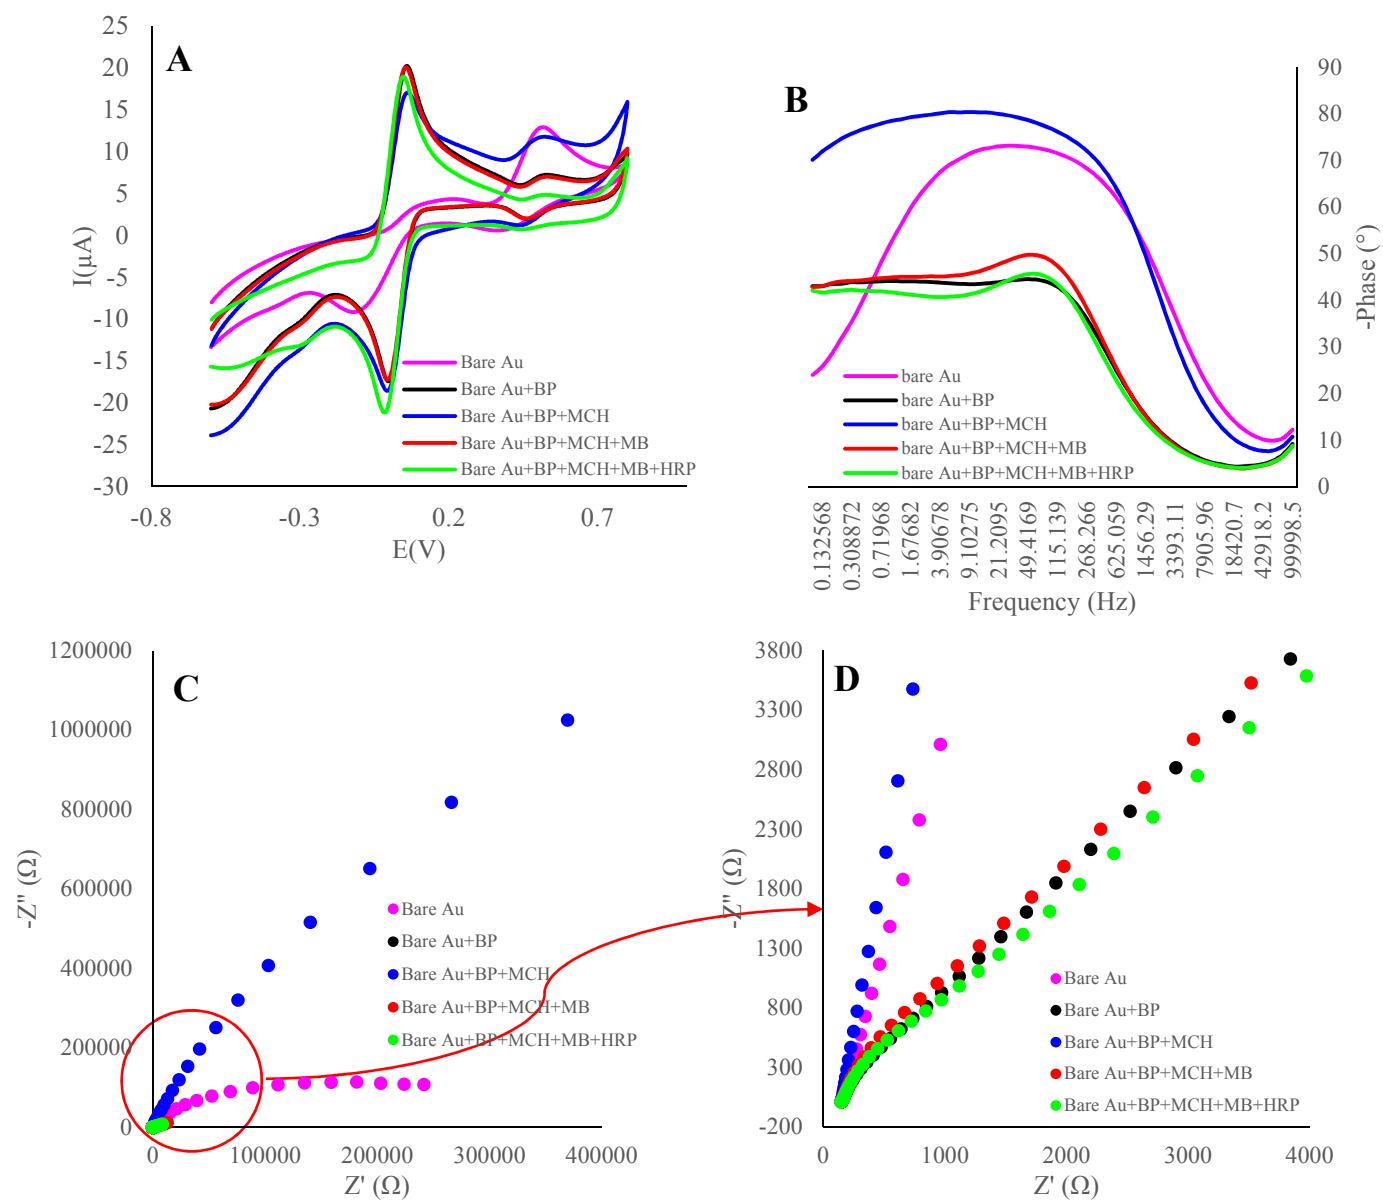 A
I(µA)
25
20
15
10
5
0
-5
-10
-15
-20
-25
-30
-0.8
-0.3
0.2
0.7
E(V)
Bare Au
Bare Au+BP
Bare Au+BP+MCH
Bare Au+BP+MCH+MB
Bare Au+BP+MCH+MB+HRP
B
90
80
70
60
50
40
30
20
10
0
-Phase (°)
bare Au
bare Au+BP
bare Au+BP+MCH
bare Au+BP+MCH+MB
bare Au+BP+MCH+MB+HRP
0.132568
0.308872
0.71968
1.67682
3.90678
9.10275
21.2095
49.4169
115.139
268.266
625.059
1456.29
3393.11
7905.96
18420.7
42918.2
99998.5
Frequency (Hz)
C
-Z" (Ω)
1200000
1000000
800000
600000
400000
200000
0
0
100000
200000
300000
400000
Z' (Ω)
Bare Au
Bare Au+BP
Bare Au+BP+MCH
Bare Au+BP+MCH+MB
Bare Au+BP+MCH+MB+HRP
D
-Z" (Ω)
3800
3300
2800
2300
1800
1300
800
300
-200
0
1000
2000
3000
4000
Z' (Ω)
Bare Au
Bare Au+BP
Bare Au+BP+MCH
Bare Au+BP+MCH+MB
Bare Au+BP+MCH+MB+HRP